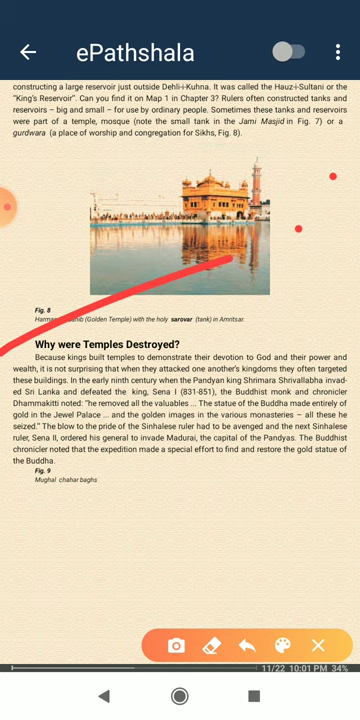 ePathshala
constructing a large reservoir just outside Dehli-i-Kuhna. It was called the Hauz-i-Sultani or the
"King's Reservoir". Can you find it on Map 1 in Chapter 3? Rulers often constructed tanks and
reservoirs – big and small – for use by ordinary people. Sometimes these tanks and reservoirs
were part of a temple, mosque (note the small tank in the Jami Masjid in Fig. 7) or a
gurdwara (a place of worship and congregation for Sikhs, Fig. 8).
Fig. 8
(Golden Temple) with the holy sarovar (tank) in Amritsar.
Why were Temples Destroyed?
Because kings built temples to demonstrate their devotion to God and their power and
wealth, it is not surprising that when they attacked one another's kingdoms they often targeted
these buildings. In the early ninth century when the Pandyan king Shrimara Shrivallabha invad-
ed Sri Lanka and defeated the king, Sena I (831-851), the Buddhist monk and chronicler
Dhammakitti noted: "he removed all the valuables ... The statue of the Buddha made entirely of
gold in the Jewel Palace ... and the golden images in the various monasteries – all these he
seized." The blow to the pride of the Sinhalese ruler had to be avenged and the next Sinhalese
ruler, Sena II, ordered his general to invade Madurai, the capital of the Pandyas. The Buddhist
chronicler noted that the expedition made a special effort to find and restore the gold statue of
the Buddha.
Fig. 9
Mughal chahar baghs
11/22 10:01 PM 34%